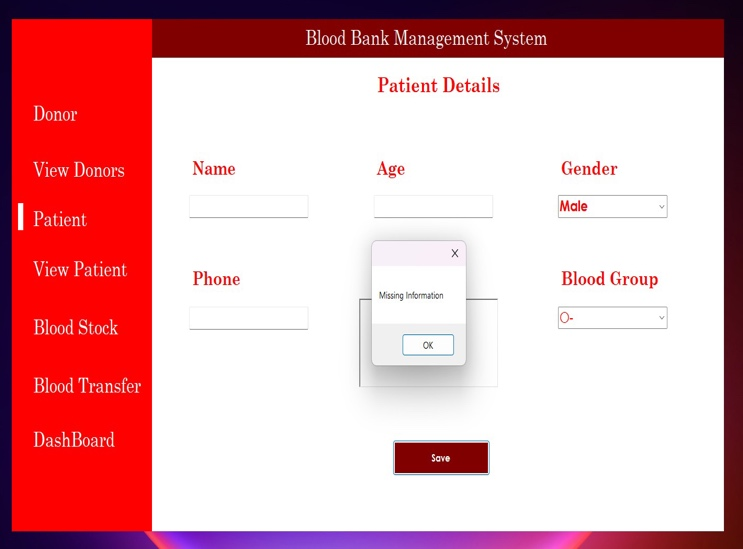 Blood Bank Management System
Patient Details
Donor
View Donors
Patient
View Patient
Blood Stock
Blood Transfer
DashBoard
Name
Age
Gender
Male
Phone
Blood Group
O-
X
Missing Information
OK
Save